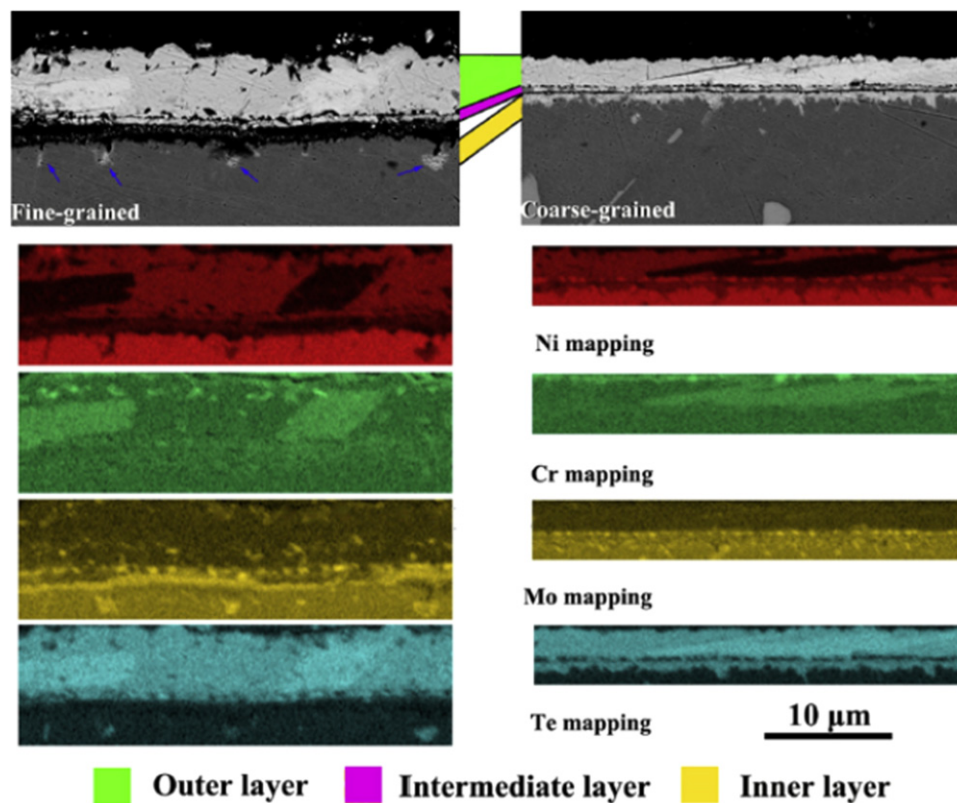 Fine-grained
Coarse-grained
Ni mapping
Cr mapping
Mo mapping
Te mapping
10 µm
Outer layer
Intermediate layer
Inner layer